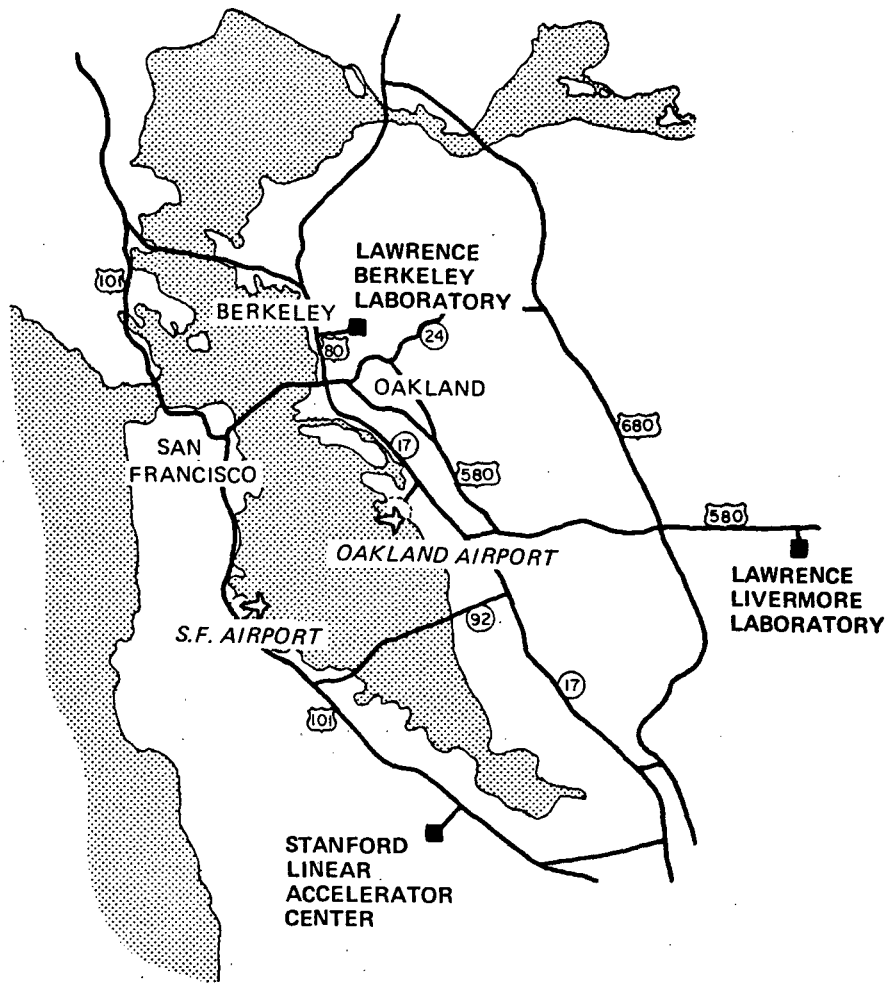 LAWRENCE
BERKELEY
LABORATORY
101
BERKELEY
80
24
OAKLAND
680
SAN
FRANCISCO
17
580
580
OAKLAND AIRPORT
LAWRENCE
LIVERMORE
LABORATORY
S.F. AIRPORT
92
17
101
STANFORD
LINEAR
ACCELERATOR
CENTER